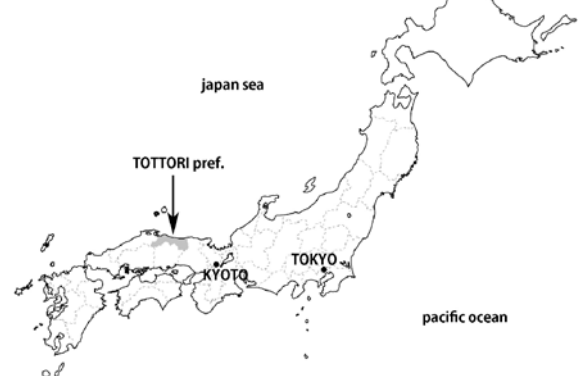 japan sea
TOTTORI pref.
TOKYO
KYOTO
pacific ocean